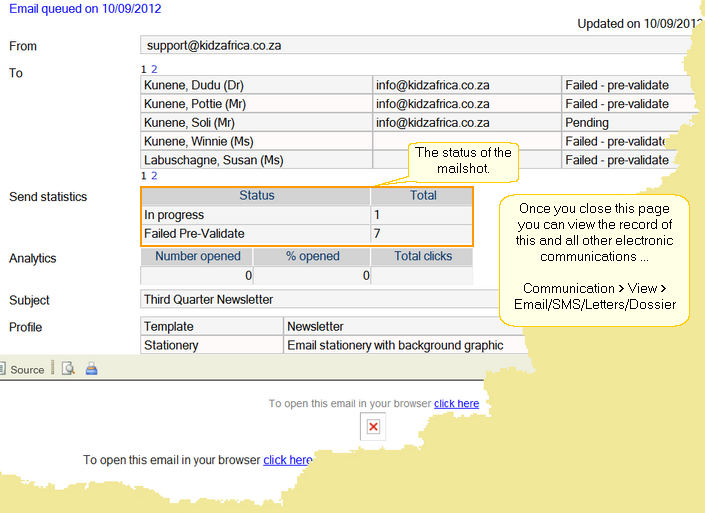 Email queued on 10/09/2012
Updated on 10/09/2012
From support@kidzafrica.co.za
To 1 2
Kunene, Dudu (Dr) info@kidzafrica.co.za Failed - pre-validate
Kunene, Pottie (Mr) info@kidzafrica.co.za Failed - pre-validate
Kunene, Soli (Mr) info@kidzafrica.co.za Pending
Kunene, Winnie (Ms) Failed - pre-validate
Labuschagne, Susan (Ms) Failed - pre-validate
1 2
The status of the
mailshot.
Send statistics Status Total
In progress 1
Failed Pre-Validate 7
Analytics Number opened % opened Total clicks
0 0
Subject Third Quarter Newsletter
Profile Template Newsletter
Stationery Email stationery with background graphic
Once you close this page
you can view the record of
this and all other electronic
communications ...
Communication > View >
Email/SMS/Letters/Dossier
Source
To open this email in your browser click here
To open this email in your browser click here